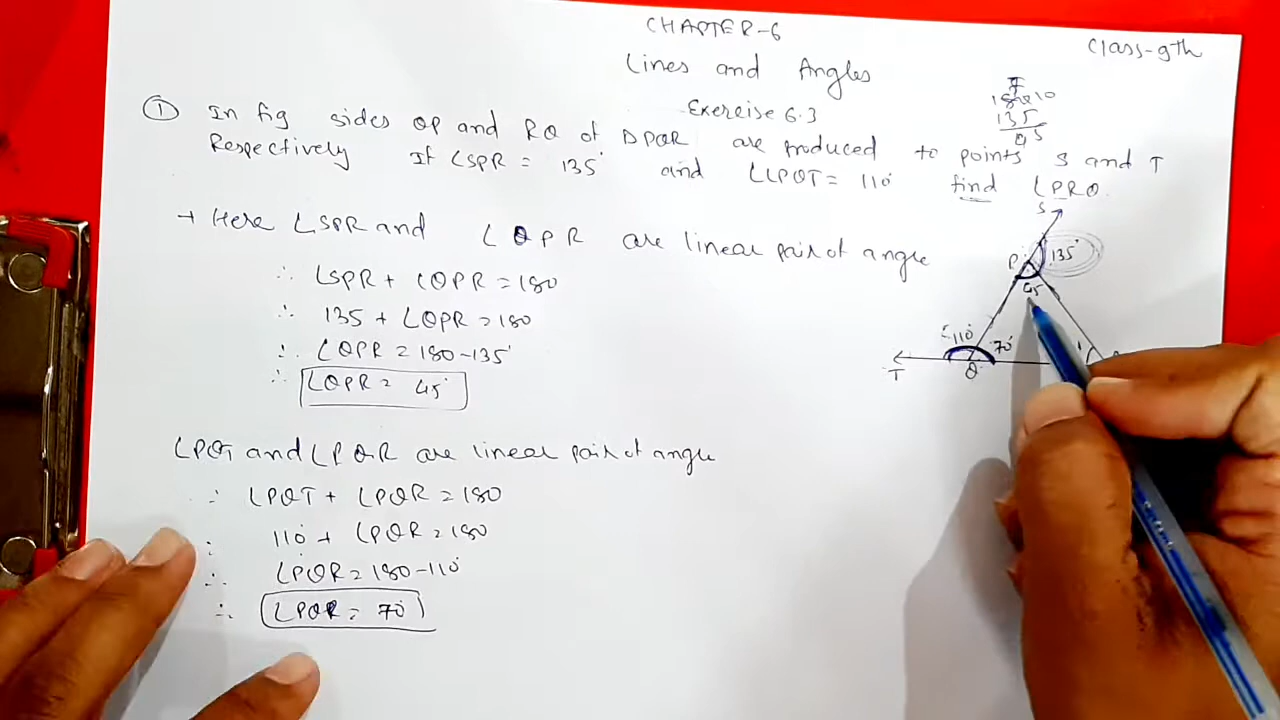 CHAPTER-6
Class-9th
Lines and Angles
Exercise 6.3
① In fig sides QP and RQ of ΔPQR are produced to points S and T
Respectively If ∠SPR = 135° and ∠PQT = 110° find ∠PRQ.
135
45
→ Here ∠SPR and ∠QPR are linear pair of angle
∴ ∠SPR + ∠QPR = 180
∴ 135 + ∠QPR = 180
∴ ∠QPR = 180-135°
∴ ∠QPR = 45°
S
P
135°
45
110°
70°
T
Q
∠PQT and ∠PQR are linear pair of angle
∴ ∠PQT + ∠PQR = 180
∴ 110° + ∠PQR = 180
∴ ∠PQR = 180-110°
∴ ∠PQR = 70°